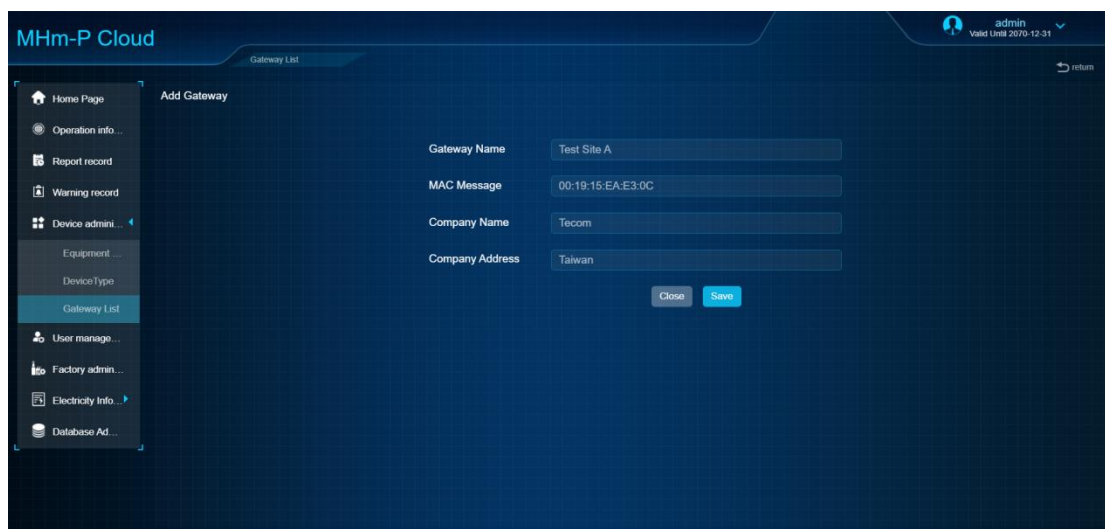 MHm-P Cloud
admin
Valid Until 2070-12-31
Gateway List
return
Home Page
Operation info...
Report record
Warning record
Device admini...
Equipment ...
DeviceType
Gateway List
User manage...
Factory admin...
Electricity Info...
Database Ad...
Add Gateway
Gateway Name
Test Site A
MAC Message
00:19:15:EA:E3:0C
Company Name
Tecom
Company Address
Taiwan
Close
Save